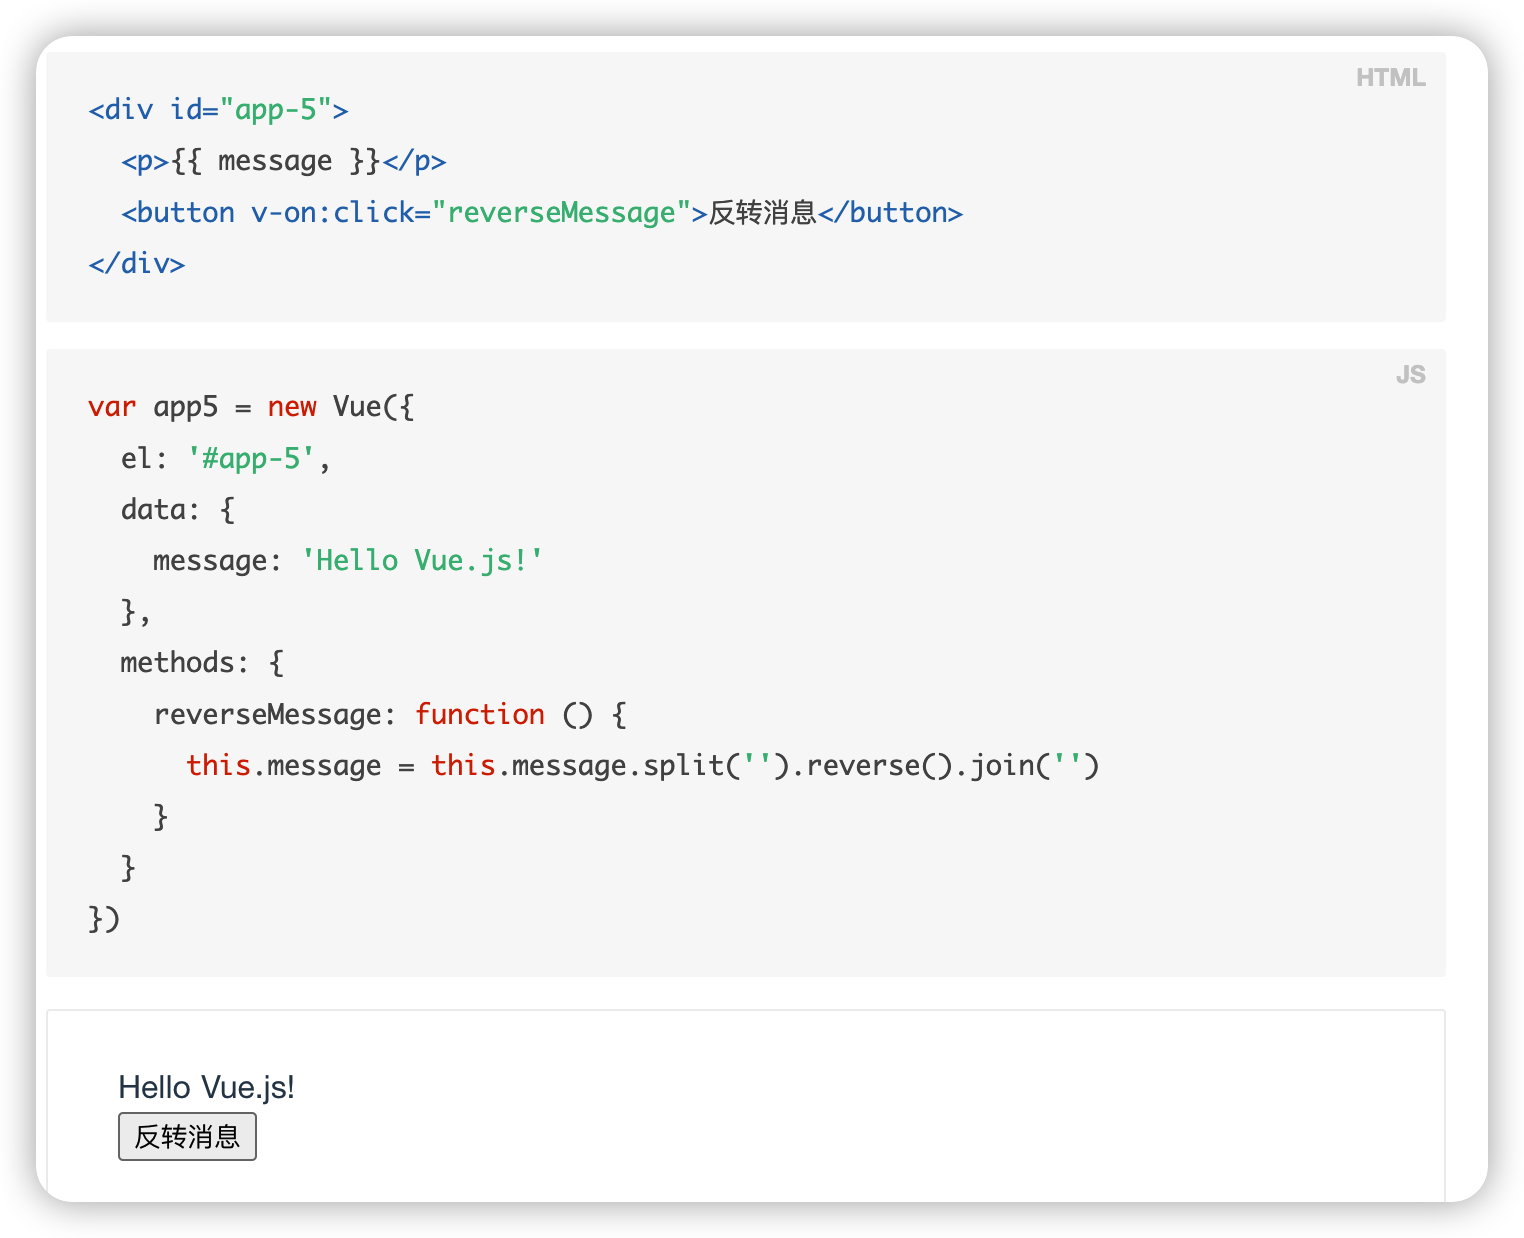 HTML
<div id="app-5">
  <p>{{ message }}</p>
  <button v-on:click="reverseMessage">反转消息</button>
</div>
JS
var app5 = new Vue({
  el: '#app-5',
  data: {
    message: 'Hello Vue.js!'
  },
  methods: {
    reverseMessage: function () {
      this.message = this.message.split('').reverse().join('')
    }
  }
})
Hello Vue.js!
反转消息